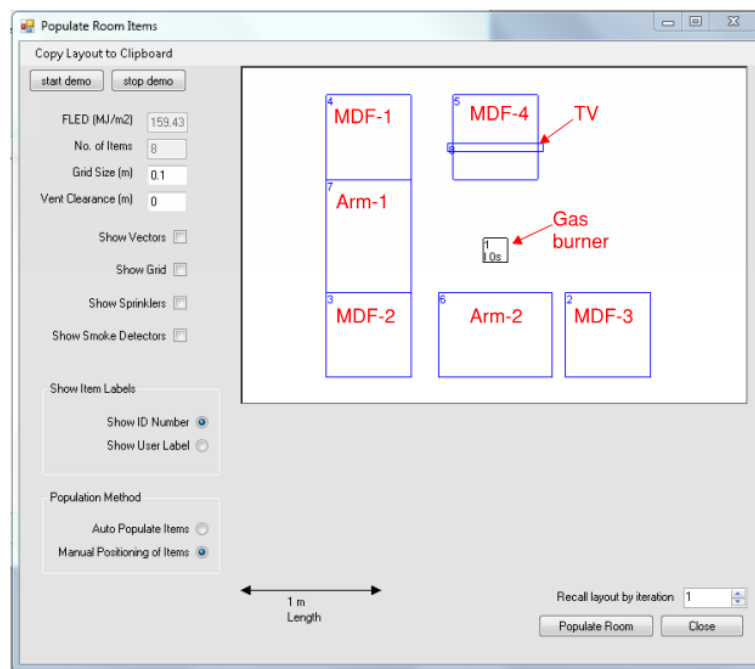 Populate Room Items
Copy Layout to Clipboard
start demo stop demo
FLED (MJ/m2) 159.43
No. of Items 8
Grid Size (m) 0.1
Vent Clearance (m) 0
Show Vectors
Show Grid
Show Sprinklers
Show Smoke Detectors
Show Item Labels
Show ID Number
Show User Label
Population Method
Auto Populate Items
Manual Positioning of Items
4
MDF-1
5
MDF-4
TV
8
7
Arm-1
Gas
burner
1
I 0s
3
MDF-2
6
Arm-2
2
MDF-3
1 m
Length
Recall layout by iteration 1
Populate Room Close